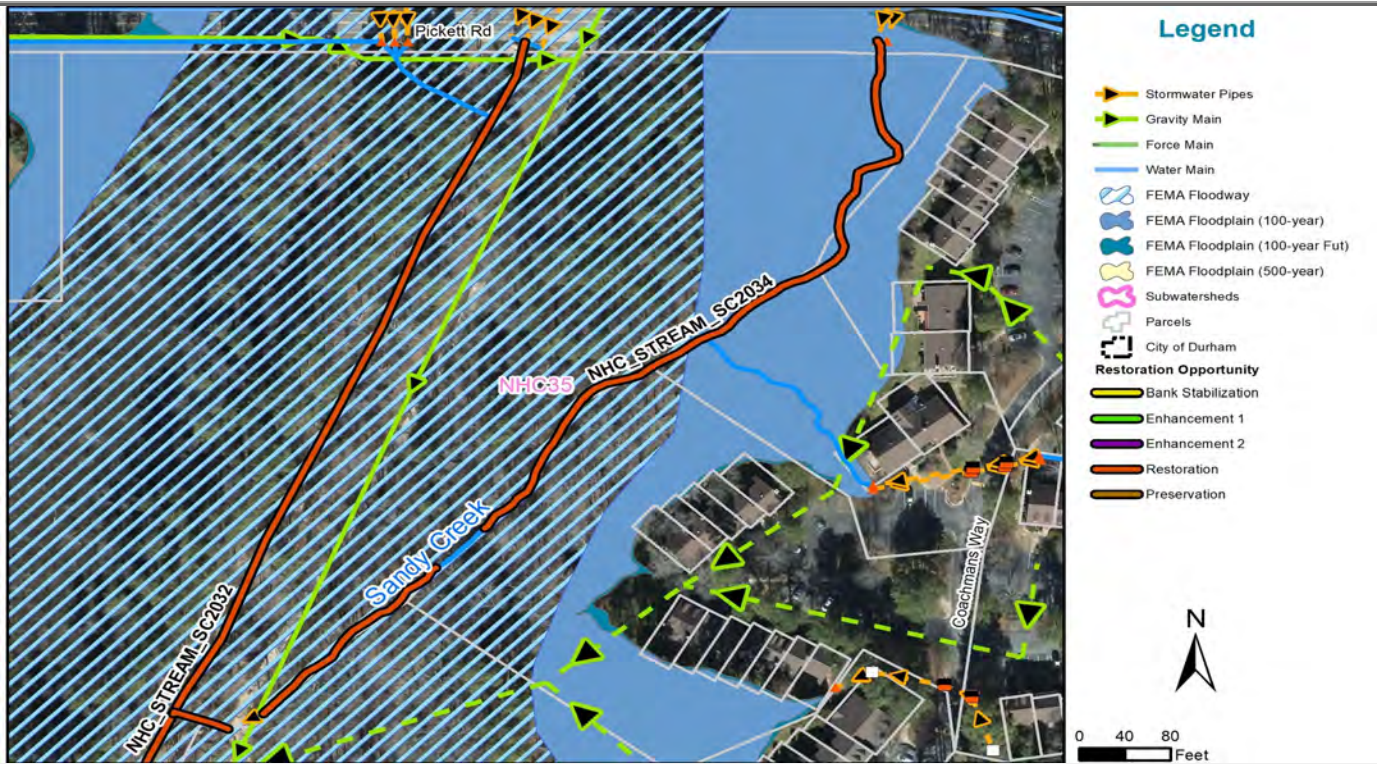 Pickett Rd
NHC_STREAM_SC2034
NHC35
Sandy Creek
NHC_STREAM_SC2032
Coachmans Way
Legend
Stormwater Pipes
Gravity Main
Force Main
Water Main
FEMA Floodway
FEMA Floodplain (100-year)
FEMA Floodplain (100-year Fut)
FEMA Floodplain (500-year)
Subwatersheds
Parcels
City of Durham
Restoration Opportunity
Bank Stabilization
Enhancement 1
Enhancement 2
Restoration
Preservation
N
0 40 80
Feet